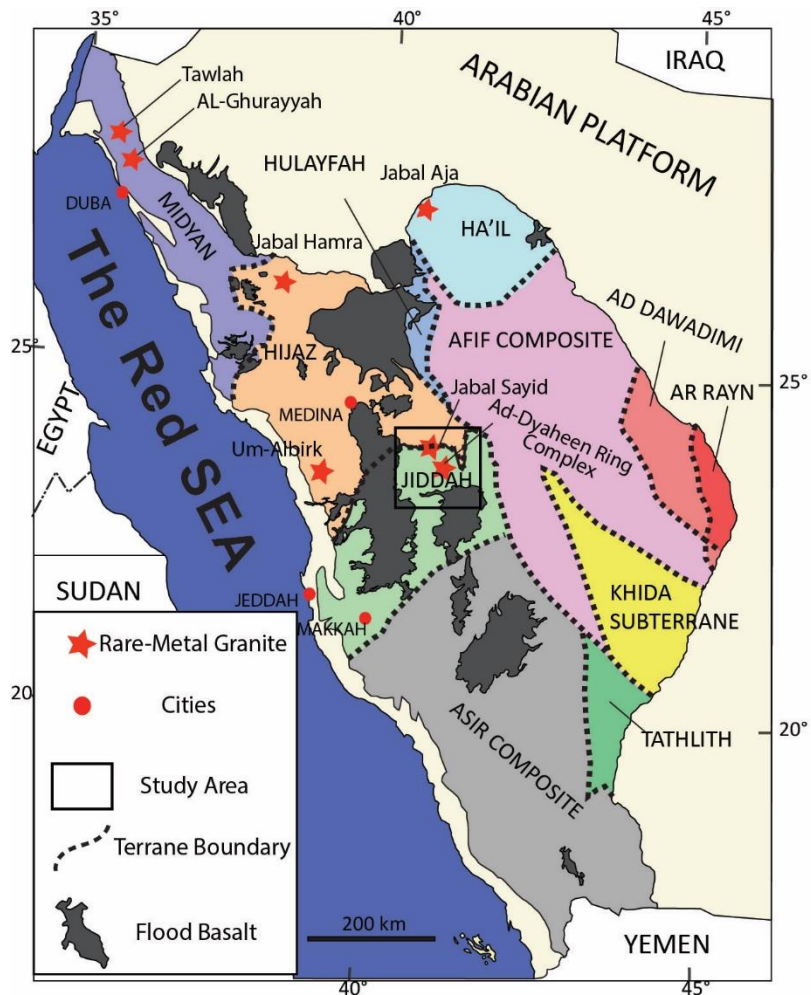 35°
40°
45°
IRAQ
Tawlah
AL-Ghurayyah
ARABIAN PLATFORM
HULAYFAH
Jabal Aja
DUBA
MIDYAN
HA'IL
Jabal Hamra
The Red SEA
AD DAWADIMI
25°
AFIF COMPOSITE
HIJAZ
AR RAYN
25°
EGYPT
Jabal Sayid
MEDINA
Ad-Dyaheen Ring
Complex
Um-Albirk
JIDDAH
SUDAN
JEDDAH
KHIDA
SUBTERRANE
MAKKAH
Rare-Metal Granite
20
Cities
20°
ASIR COMPOSITE
TATHLITH
Study Area
Terrane Boundary
Flood Basalt
200 km
YEMEN
40°
45°